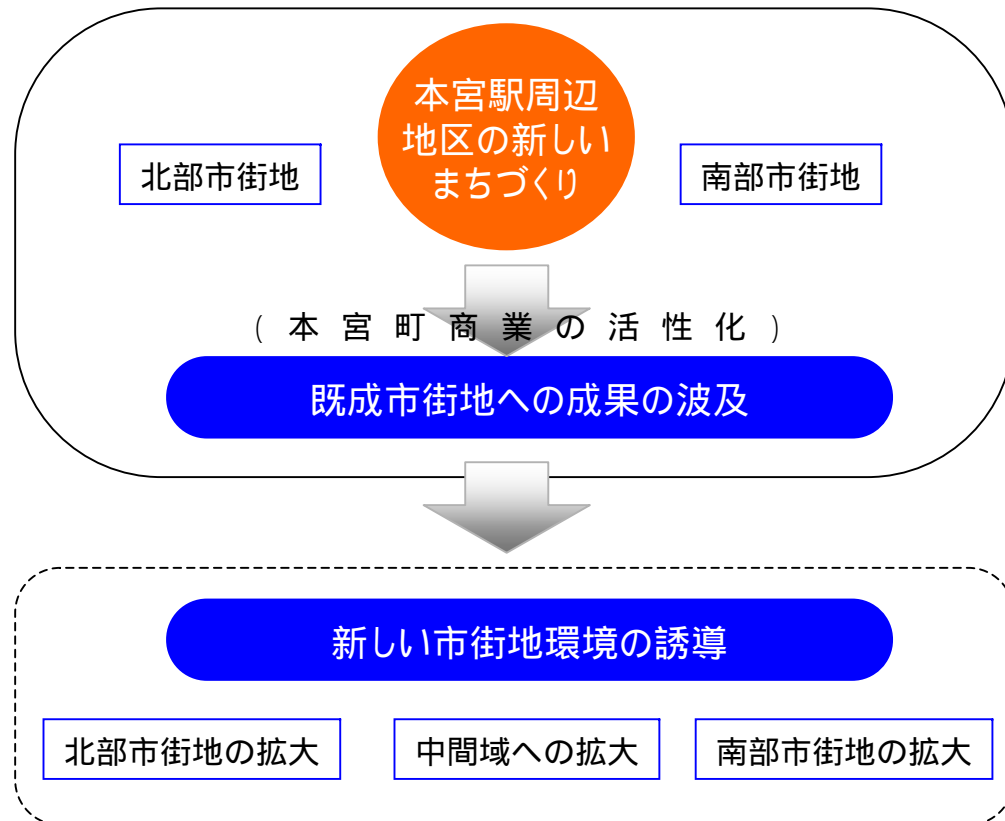 本宮駅周辺
地区の新しい
まちづくり
北部市街地
南部市街地
(本宮町商業の活性化)
既成市街地への成果の波及
新しい市街地環境の誘導
北部市街地の拡大
中間域への拡大
南部市街地の拡大